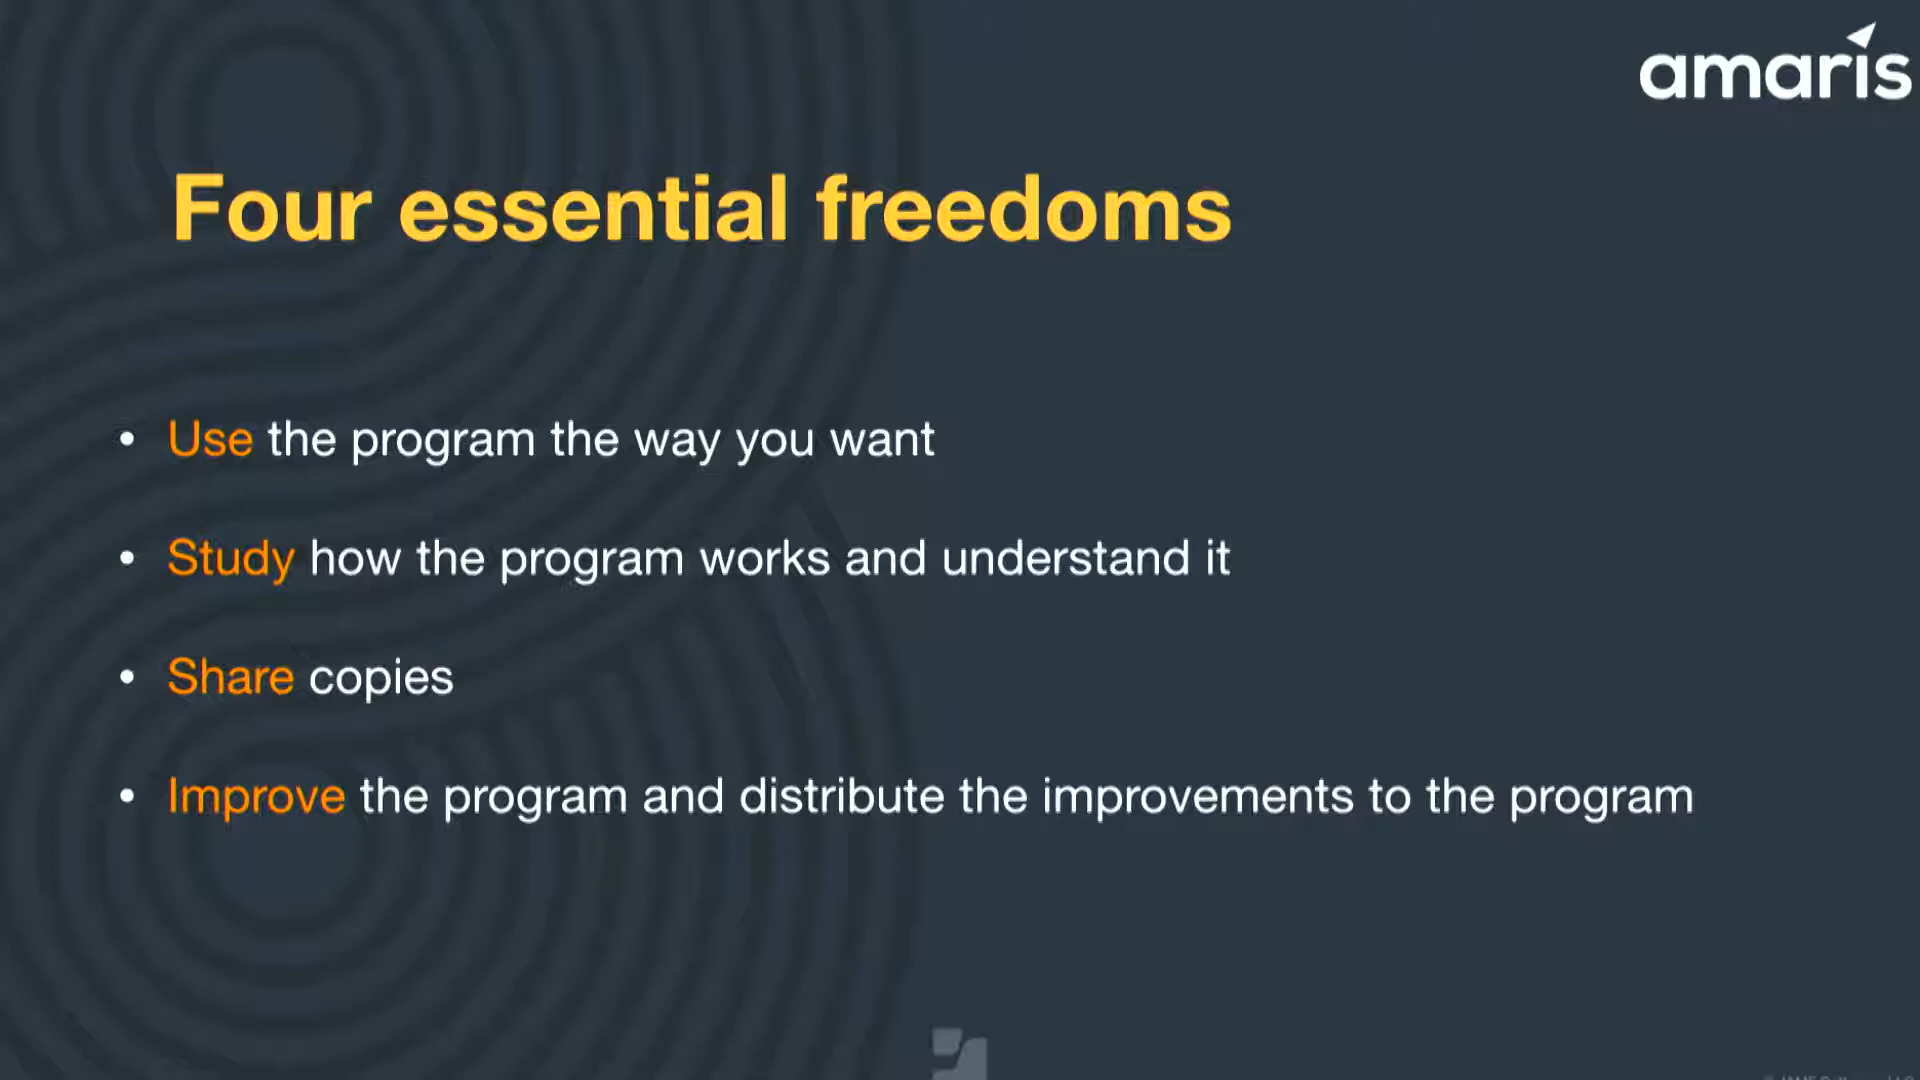 amaris
Four essential freedoms
• Use the program the way you want
• Study how the program works and understand it
• Share copies
• Improve the program and distribute the improvements to the program